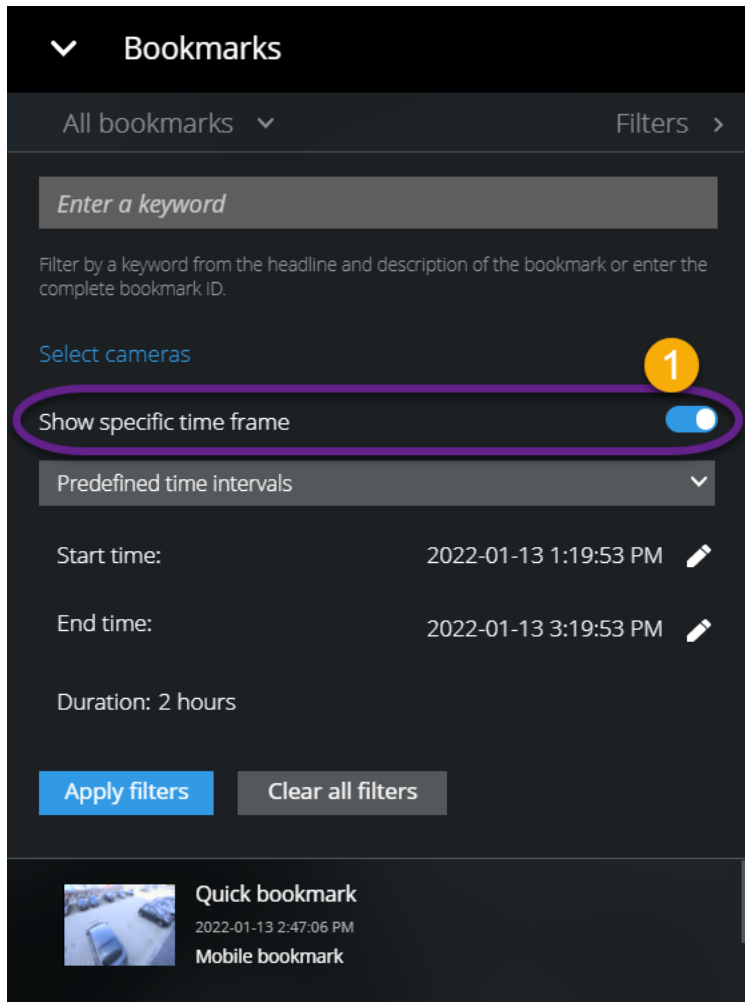 Bookmarks
All bookmarks Filters
Enter a keyword
Filter by a keyword from the headline and description of the bookmark or enter the
complete bookmark ID.
Select cameras
1
Show specific time frame
Predefined time intervals
Start time: 2022-01-13 1:19:53 PM
End time: 2022-01-13 3:19:53 PM
Duration: 2 hours
Apply filters Clear all filters
Quick bookmark
2022-01-13 2:47:06 PM
Mobile bookmark